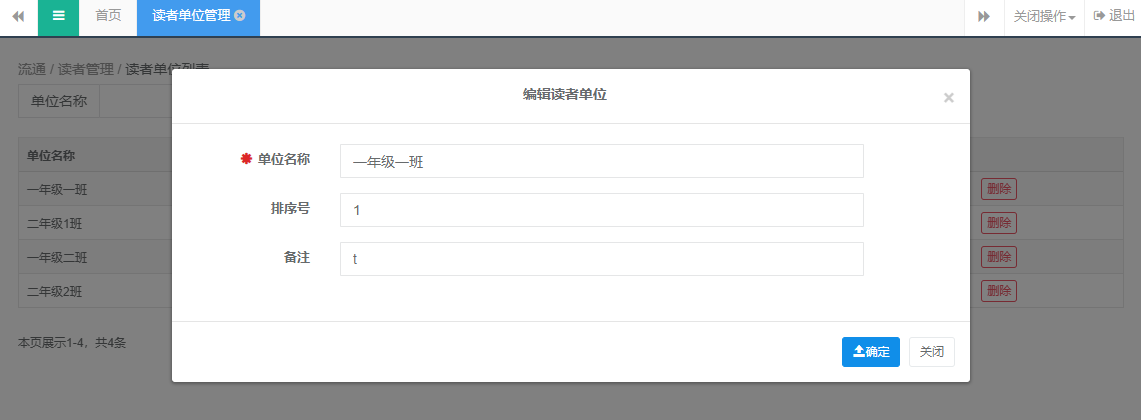 首页
读者单位管理
关闭操作
退出
流通 / 读者管理 / 读者单位列表
单位名称
单位名称
一年级一班
删除
二年级1班
删除
一年级二班
删除
二年级2班
删除
本页展示1-4，共4条
编辑读者单位
×
单位名称
一年级一班
排序号
1
备注
t
确定
关闭